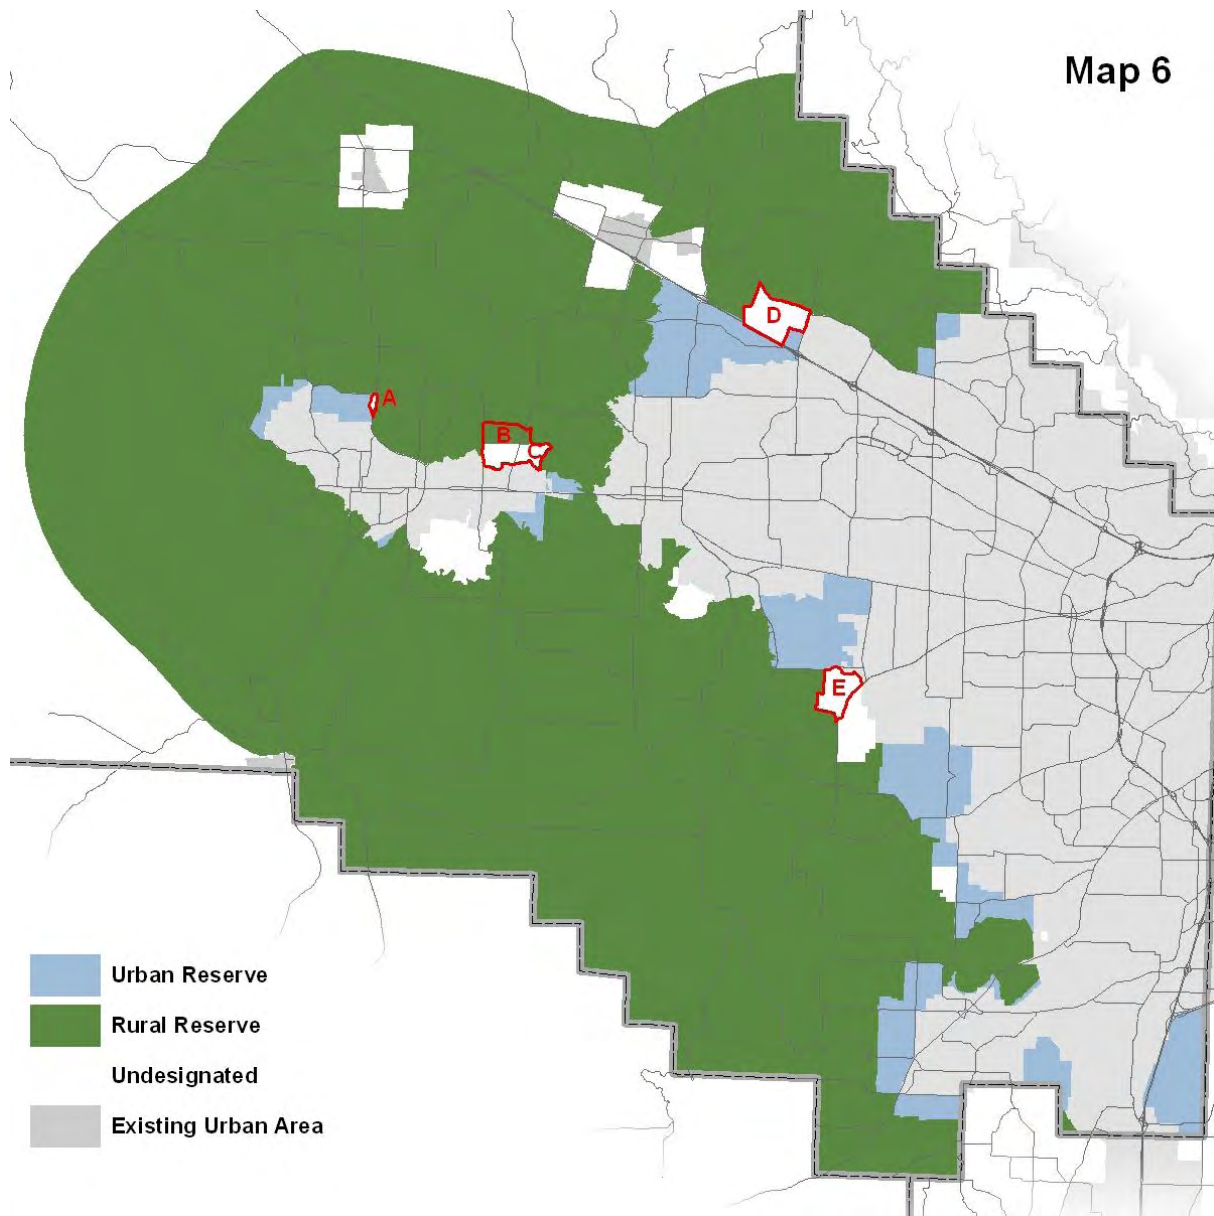 Map 6
D
A
B
C
E
Urban Reserve
Rural Reserve
Undesignated
Existing Urban Area